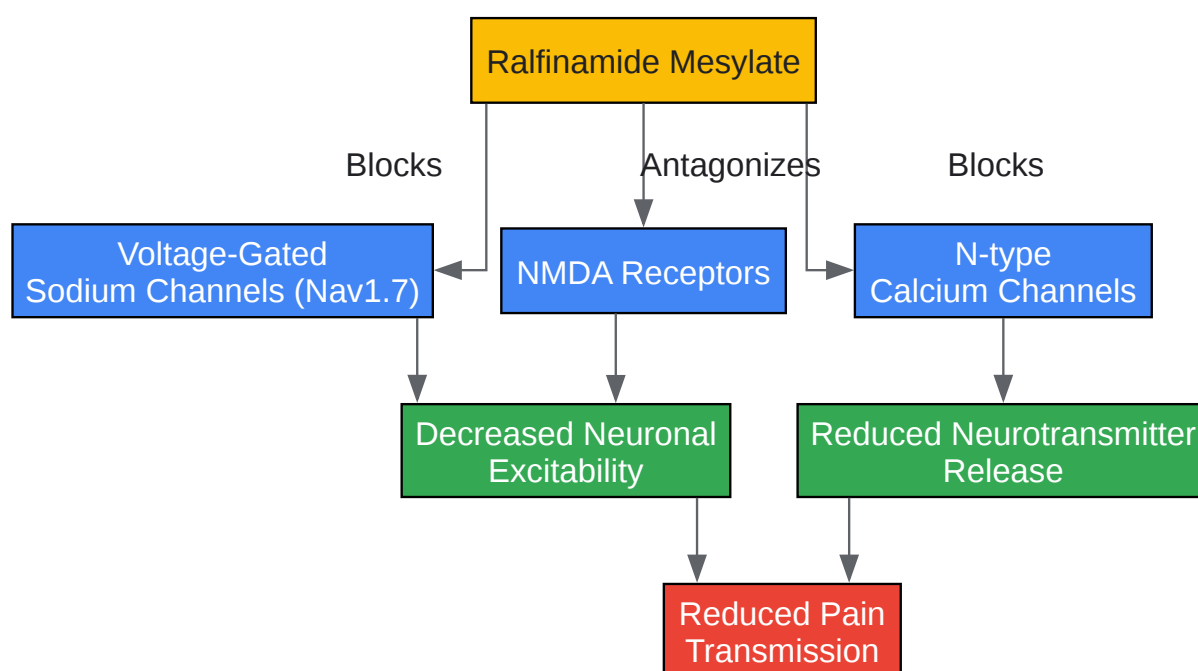 Ralfinamide Mesylate
Blocks
Antagonizes
Blocks
Voltage-Gated
Sodium Channels (Nav1.7)
NMDA Receptors
N-type
Calcium Channels
Decreased Neuronal
Excitability
Reduced Neurotransmitter
Release
Reduced Pain
Transmission